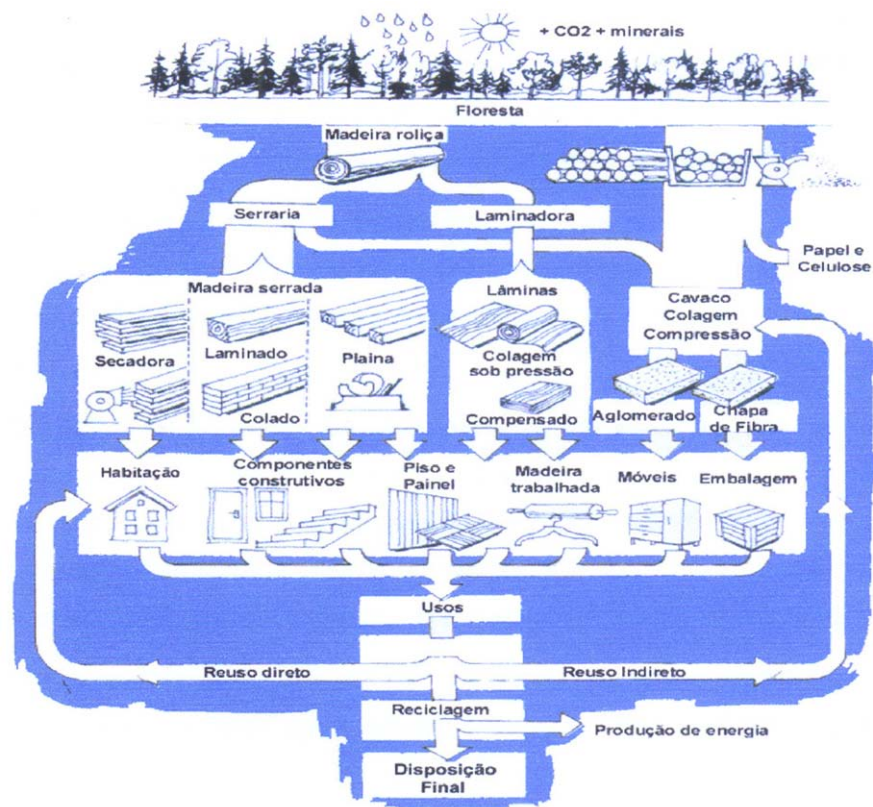 + CO2 + minerais
Floresta
Madeira roliça
Serraria
Laminadora
Papel e
Celulose
Madeira serrada
Lâminas
Cavaco
Colagem
Compressão
Secadora
Laminado
Plaina
Colagem
sob pressão
Colado
Compensado
Aglomerado
Chapa
de Fibra
Habitação
Componentes
construtivos
Piso e
Painel
Madeira
trabalhada
Móveis
Embalagem
Usos
Reuso direto
Reuso Indireto
Reciclagem
Produção de energia
Disposição
Final